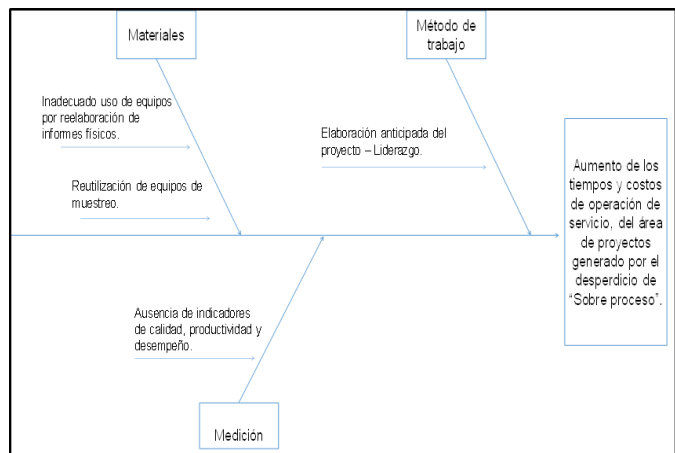 Materiales
Método de
trabajo
Inadecuado uso de equipos
por reelaboración de
informes físicos.
Elaboración anticipada del
proyecto – Liderazgo.
Reutilización de equipos de
muestreo.
Aumento de los
tiempos y costos
de operación de
servicio, del área
de proyectos
generado por el
desperdicio de
“Sobre proceso”.
Ausencia de indicadores
de calidad, productividad y
desempeño.
Medición